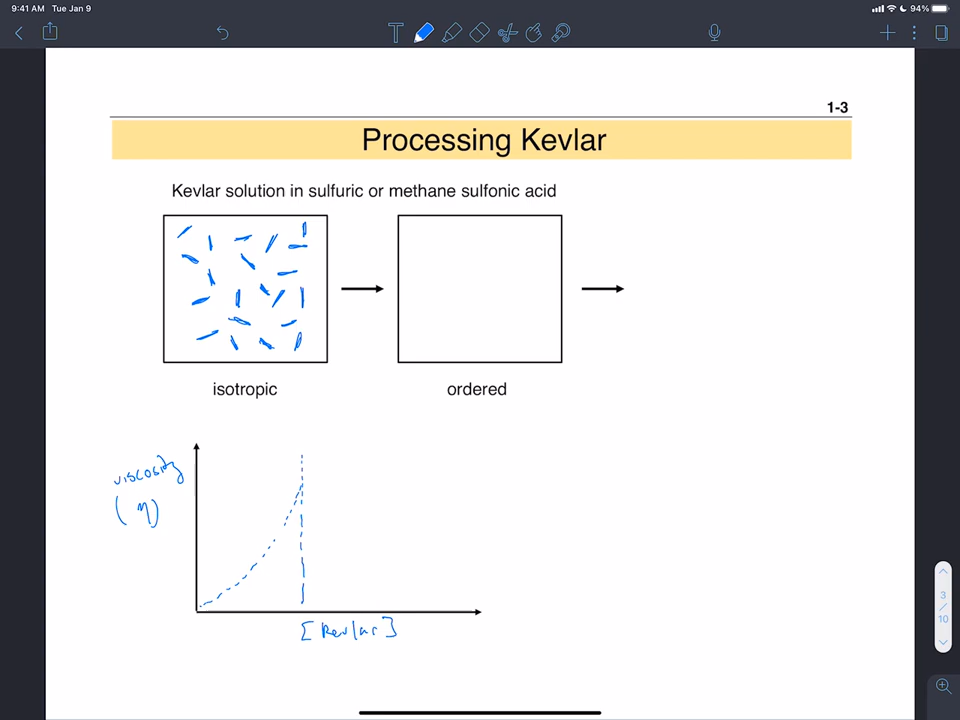 9:41 AM Tue Jan 9
94%
T
1-3
Processing Kevlar
Kevlar solution in sulfuric or methane sulfonic acid
isotropic
ordered
viscosity
(η)
[Kevlar]
3
/
10